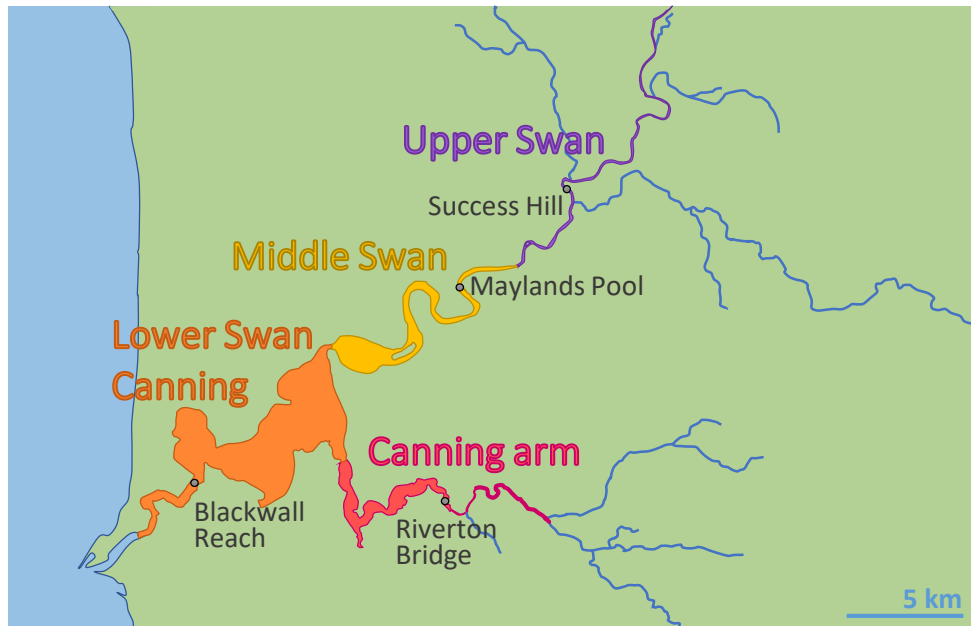 Upper Swan
Success Hill
Middle Swan
Maylands Pool
Lower Swan
Canning
Canning arm
Blackwall
Reach
Riverton
Bridge
5 km